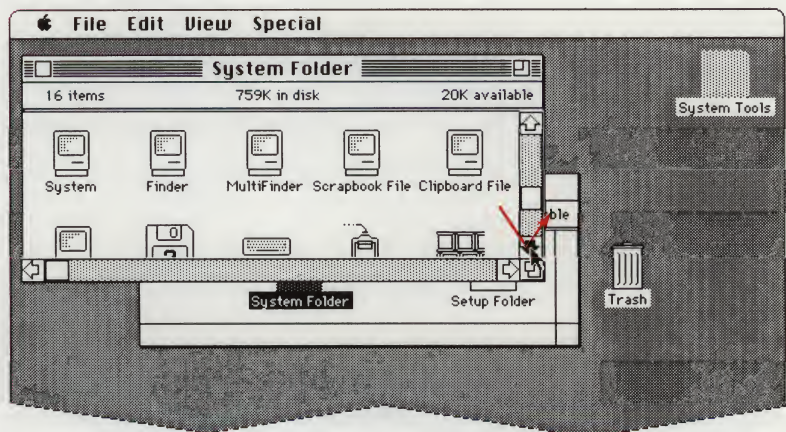 File Edit View Special
System Folder
16 items 759K in disk 20K available
System Tools
System Finder MultiFinder Scrapbook File Clipboard File
ble
System Folder Setup Folder
Trash